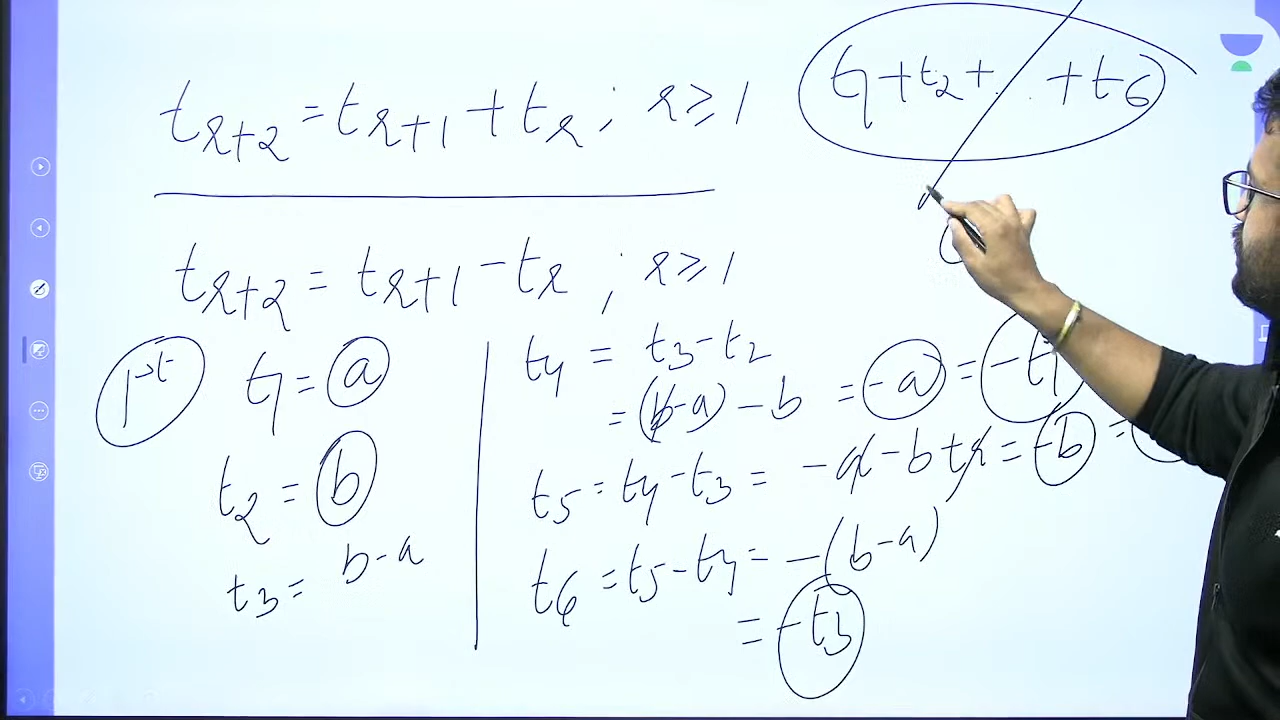 t_{r+2} = t_{r+1} + t_r ; r ≥ 1
t_1 + t_2 + . . + t_6
t_{r+2} = t_{r+1} - t_r ; r ≥ 1
1st
t_1 = a
t_2 = b
t_3 = b-a
t_4 = t_3 - t_2
= (b-a) - b = -a = -t_1
t_5 = t_4 - t_3 = -a - b + a = -b =
t_6 = t_5 - t_4 = -(b-a)
= -t_3